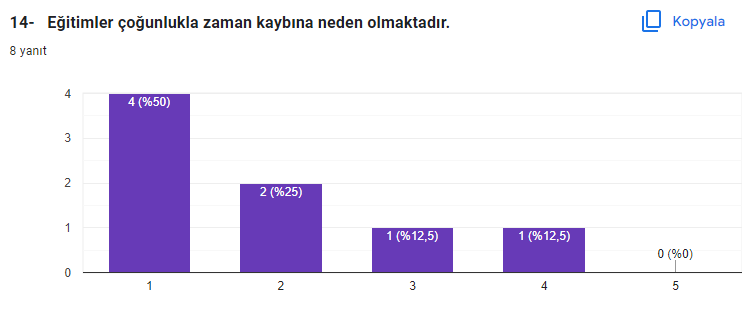 14- Eğitimler çoğunlukla zaman kaybına neden olmaktadır.
Kopyala
8 yanıt
4
3
2
1
0
4 (%50)
2 (%25)
1 (%12,5)
1 (%12,5)
0 (%0)
1 2 3 4 5